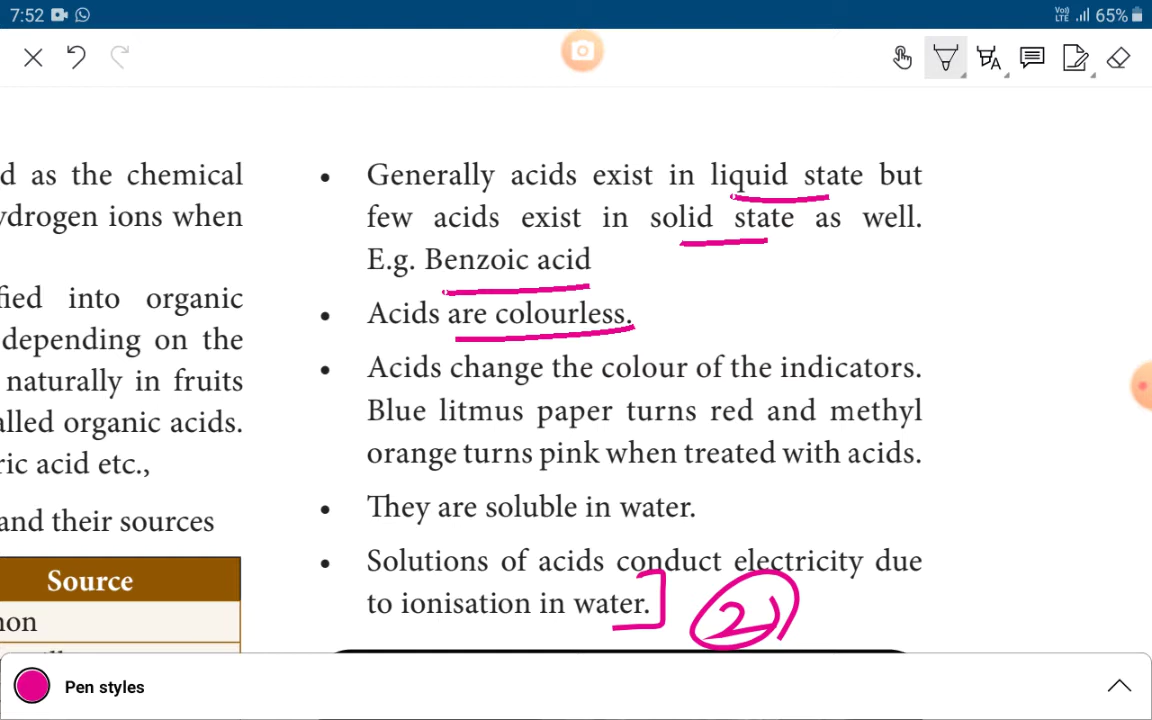 7:52
Vo))
LTE
65%
d as the chemical
ydrogen ions when
fied into organic
depending on the
naturally in fruits
alled organic acids.
ric acid etc.,
and their sources
Source
non
• Generally acids exist in liquid state but
few acids exist in solid state as well.
E.g. Benzoic acid
• Acids are colourless.
• Acids change the colour of the indicators.
Blue litmus paper turns red and methyl
orange turns pink when treated with acids.
• They are soluble in water.
• Solutions of acids conduct electricity due
to ionisation in water.
2)
Pen styles